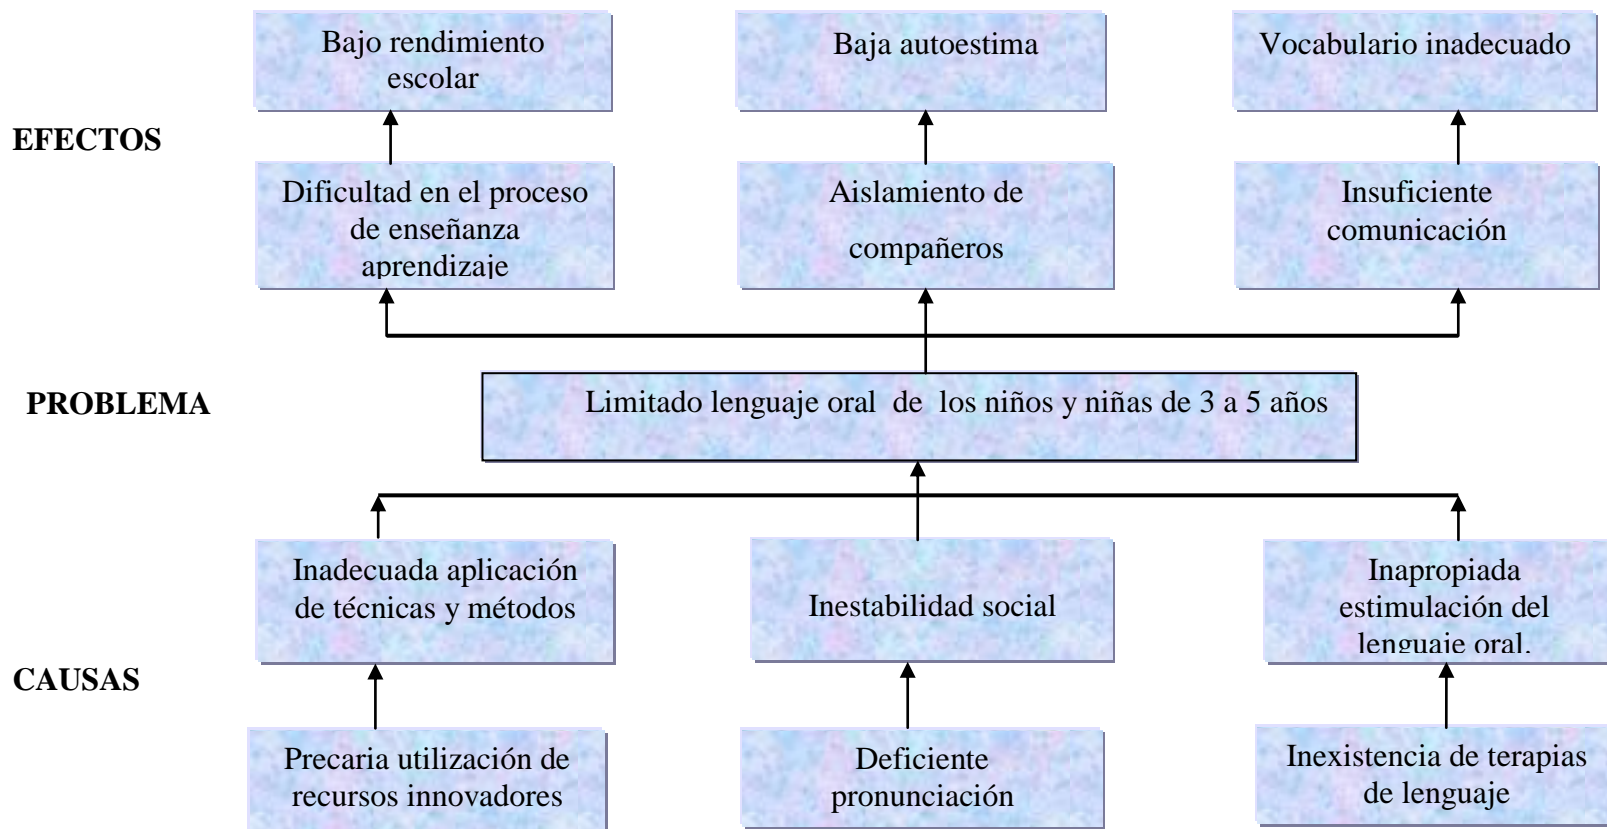 Bajo rendimiento
escolar
Baja autoestima
Vocabulario inadecuado
EFECTOS
Dificultad en el proceso
de enseñanza
aprendizaje
Aislamiento de
compañeros
Insuficiente
comunicación
PROBLEMA
Limitado lenguaje oral de los niños y niñas de 3 a 5 años
Inadecuada aplicación
de técnicas y métodos
Inestabilidad social
Inapropiada
estimulación del
lenguaje oral.
CAUSAS
Precaria utilización de
recursos innovadores
Deficiente
pronunciación
Inexistencia de terapias
de lenguaje